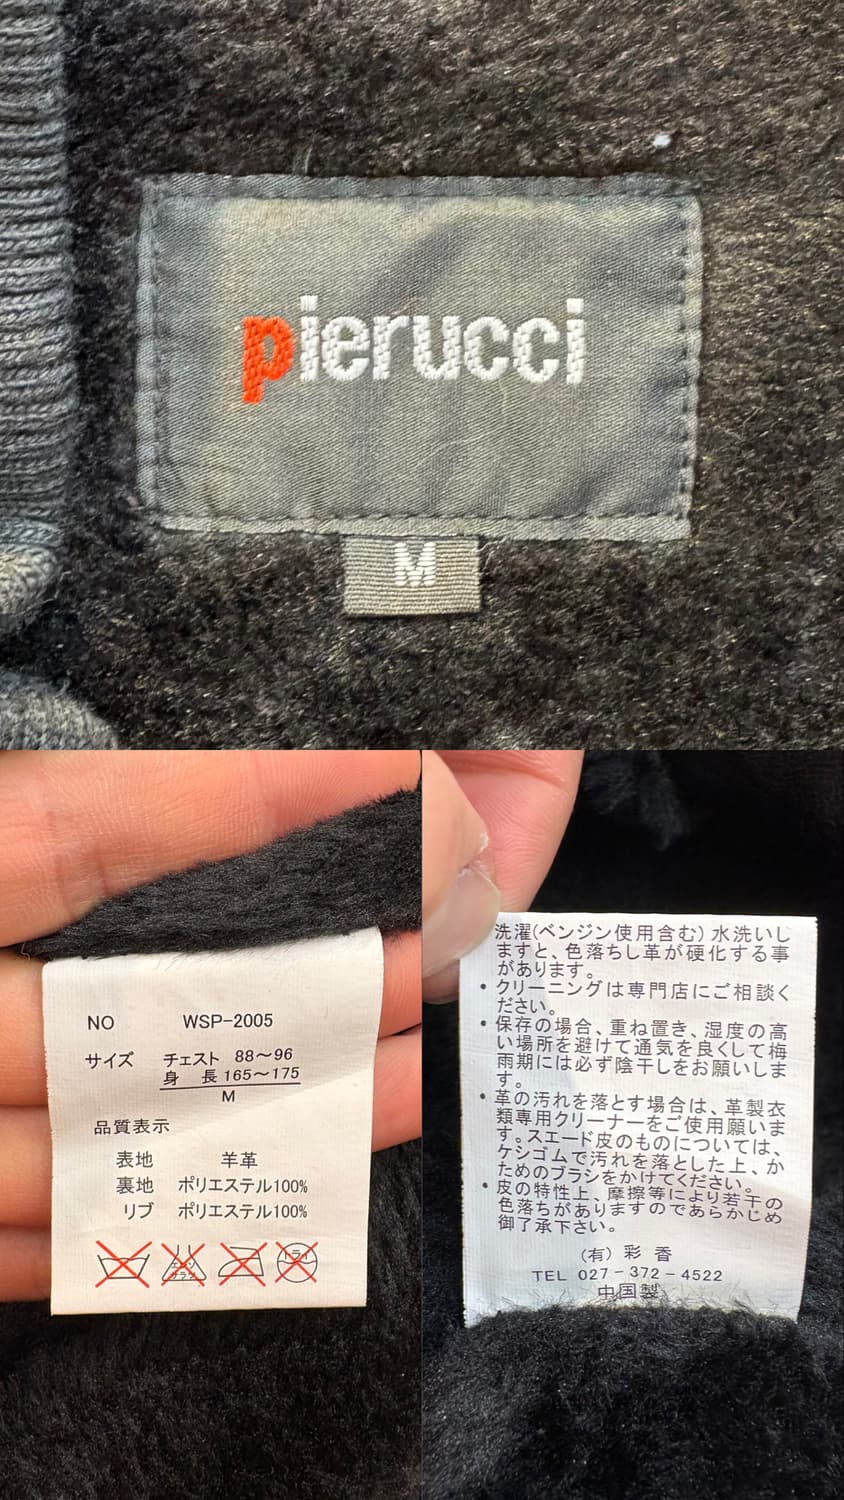 pierucci
M
NO WSP-2005
サイズ チェスト 88〜96
身 長 165〜175
M
品質表示
表地 羊革
裏地 ポリエステル100%
リブ ポリエステル100%
エンソ
サラシ
ドライ
洗濯(ベンジン使用含む) 水洗いし
ますと、色落ちし革が硬化する事
があります。
• クリーニングは専門店にご相談く
ださい。
• 保存の場合、重ね置き、湿度の高
い場所を避けて通気を良くして梅
雨期には必ず陰干しをお願いしま
す。
• 革の汚れを落とす場合は、革製衣
類専用クリーナーをご使用願いま
す。スエード皮のものについては、
ケシゴムで汚れを落とした上、か
ためのブラシをかけてください。
• 皮の特性上、摩擦等により若干の
色落ちがありますのであらかじめ
御了承下さい。
(有) 彩 香
TEL 027-372-4522
中国製